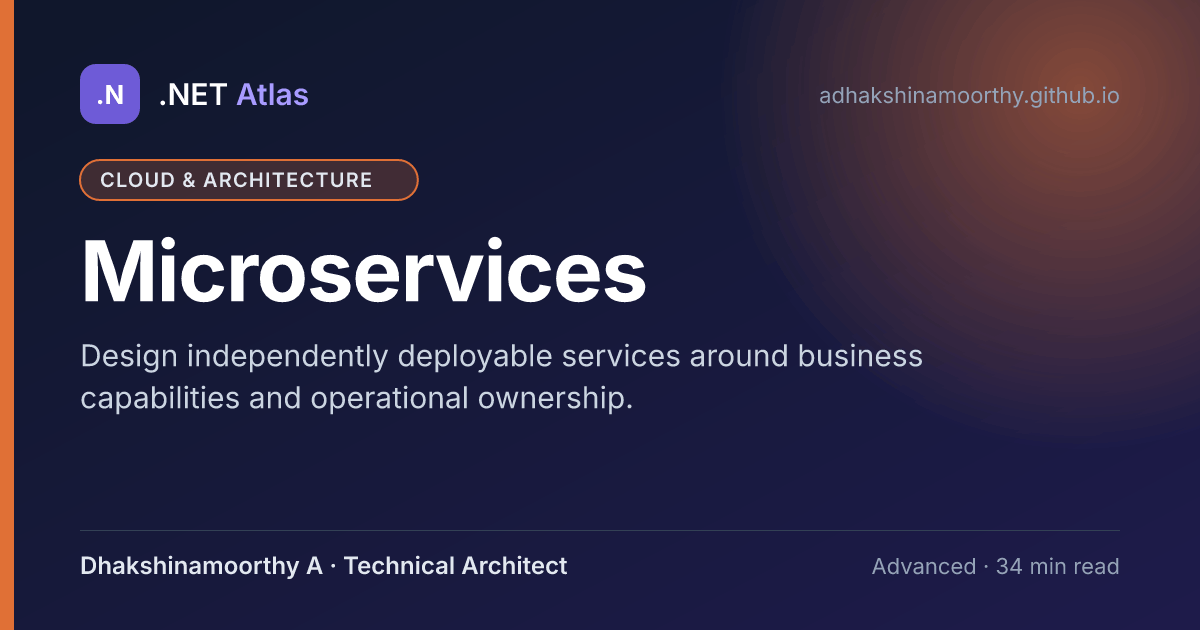 .N
.NET Atlas
adhakshinamoorthy.github.io
CLOUD & ARCHITECTURE
Microservices
Design independently deployable services around business
capabilities and operational ownership.
Dhakshinamoorthy A · Technical Architect
Advanced · 34 min read